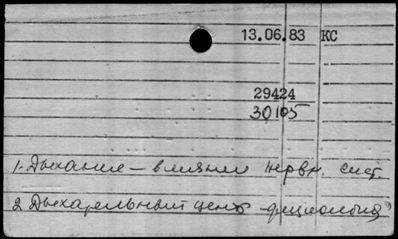 13.06.83 КС
29424
30105
1. Дыхание – влияние нервн. сист.
2. Дыхательный центр физиология